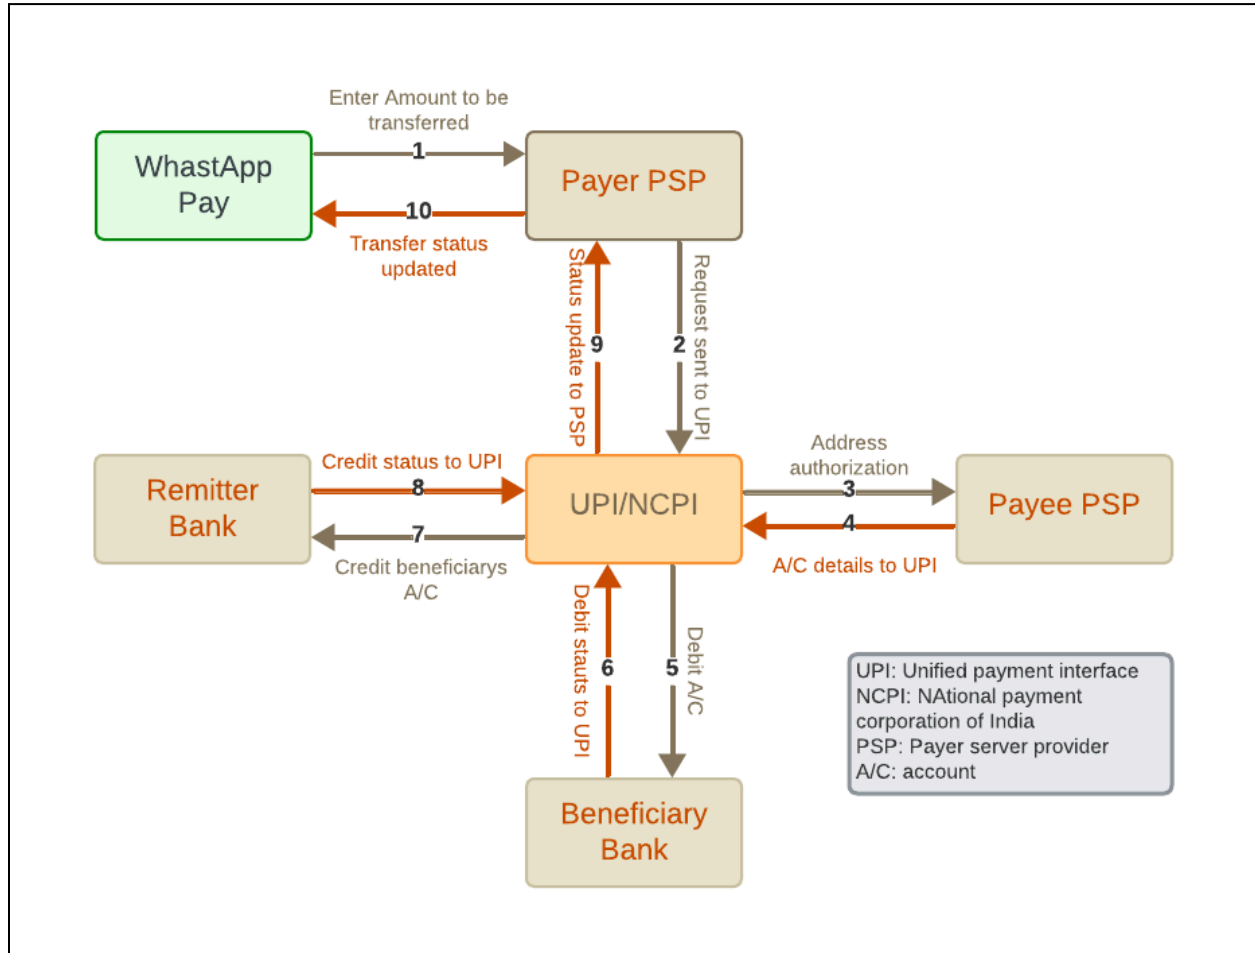 Enter Amount to be
transferred
WhastApp
Pay
1
Payer PSP
10
Transfer status
updated
Status update to PSP
9
2
Request sent to UPI
Remitter
Bank
Credit status to UPI
8
7
Credit beneficiarys
A/C
UPI/NCPI
Address
authorization
3
4
A/C details to UPI
Payee PSP
Debit stauts to UPI
6
5
Debit A/C
Beneficiary
Bank
UPI: Unified payment interface
NCPI: NAtional payment
corporation of India
PSP: Payer server provider
A/C: account